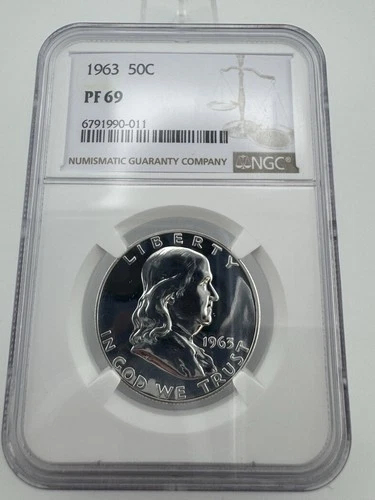 1963 50C
PF 69
6791990-011
NUMISMATIC GUARANTY COMPANY
NGC®
LIBERTY
1963
IN GOD WE TRUST